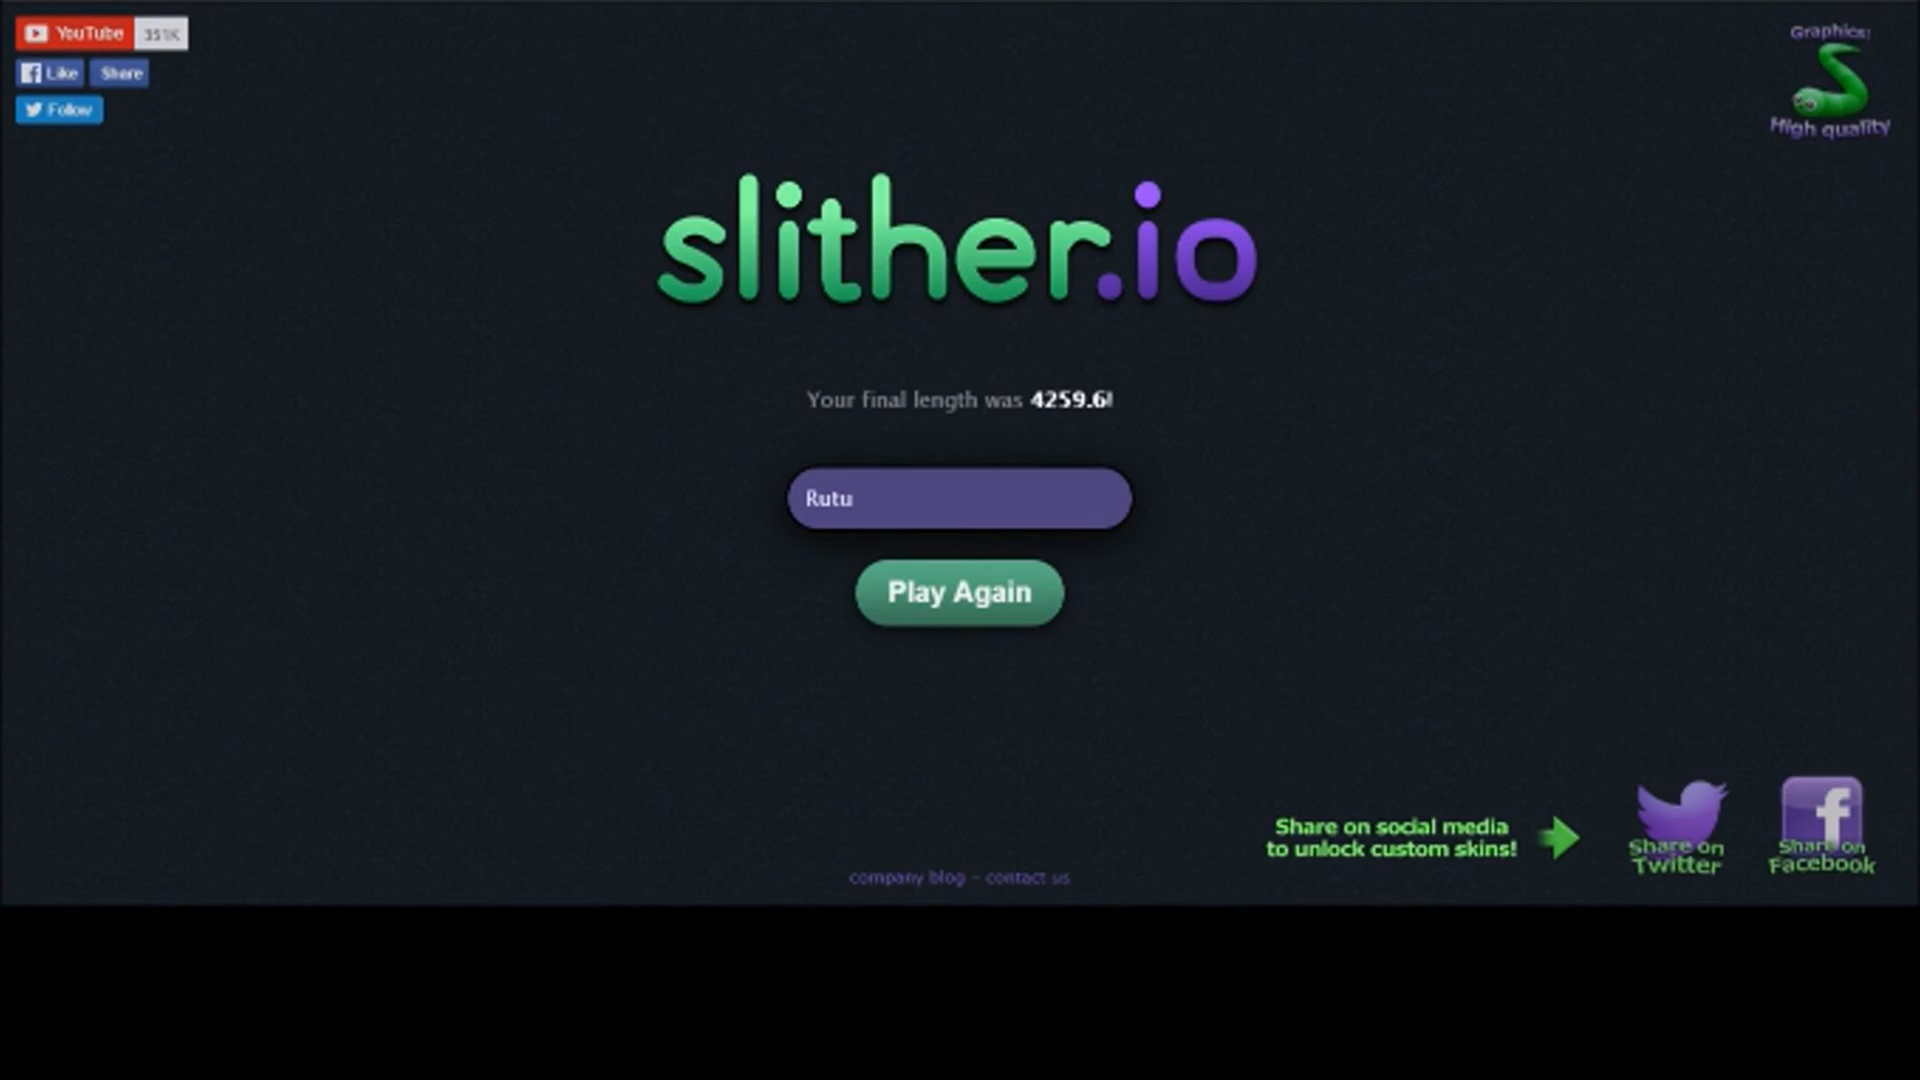 YouTube 351K
Like Share
Follow
Graphics:
High quality
slither.io
Your final length was 4259.6!
Rutu
Play Again
Share on social media
to unlock custom skins!
Share on
Twitter
Share on
Facebook
company blog - contact us